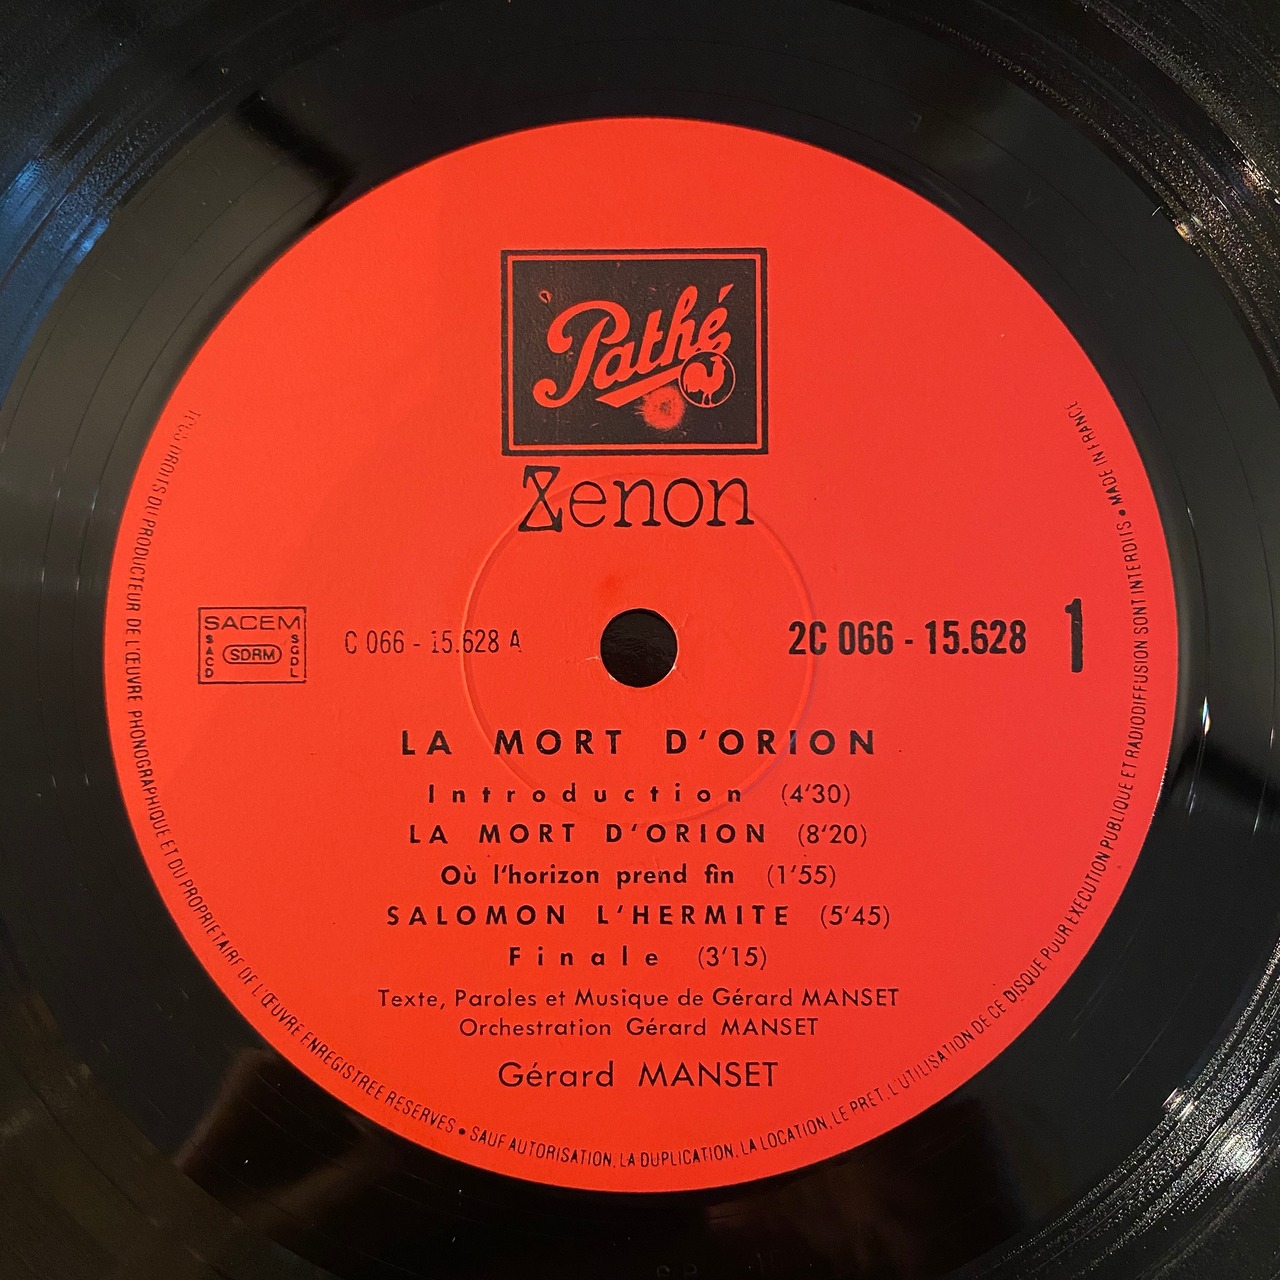 Pathé
Zenon
SACEM
SACD
SDRM
SGDL
C 066 - 15.628 A
2C 066 - 15.628
1
LA MORT D'ORION
Introduction (4'30)
LA MORT D'ORION (8'20)
Où l'horizon prend fin (1'55)
SALOMON L'HERMITE (5'45)
Finale (3'15)
Texte, Paroles et Musique de Gérard MANSET
Orchestration Gérard MANSET
Gérard MANSET
TOUS DROITS DU PRODUCTEUR DE L'ŒUVRE PHONOGRAPHIQUE ET DU PROPRIETAIRE DE L'ŒUVRE ENREGISTREE RESERVES • SAUF AUTORISATION, LA DUPLICATION, LA LOCATION, LE PRET, L'UTILISATION DE CE DISQUE POUR EXECUTION PUBLIQUE ET RADIODIFFUSION SONT INTERDITS • MADE IN FRANCE